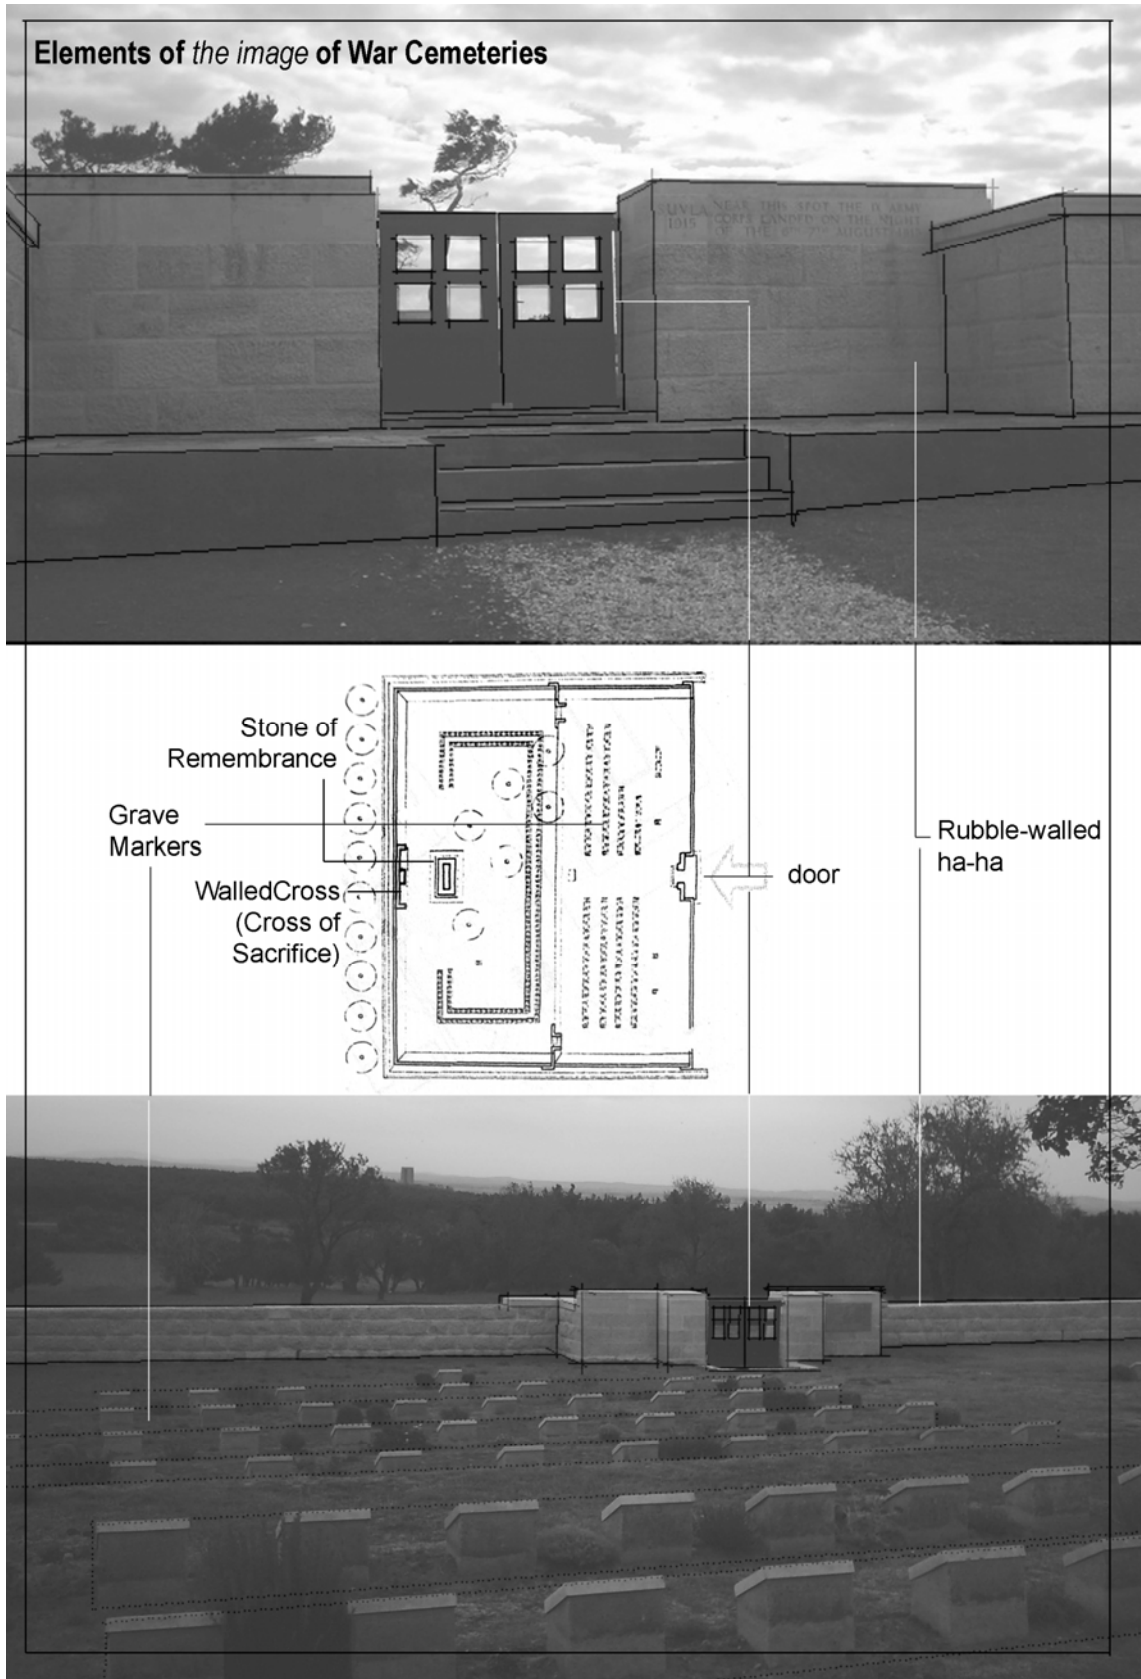 Elements of the image of War Cemeteries
SUVLA
1915
NEAR THIS SPOT THE IX ARMY
CORPS LANDED ON THE NIGHT
OF THE 6TH 7TH AUGUST 1915
Stone of
Remembrance
Grave
Markers
WalledCross
(Cross of
Sacrifice)
door
Rubble-walled
ha-ha